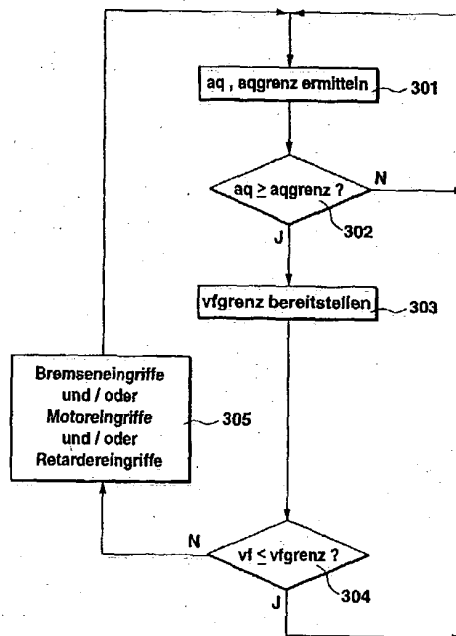 aq , aqgrenz ermitteln
301
aq ≥ aqgrenz ?
N
302
J
vfgrenz bereitstellen
303
Bremseneingriffe
und / oder
Motoreingriffe
und / oder
Retardereingriffe
305
N
vf ≤ vfgrenz ?
304
J